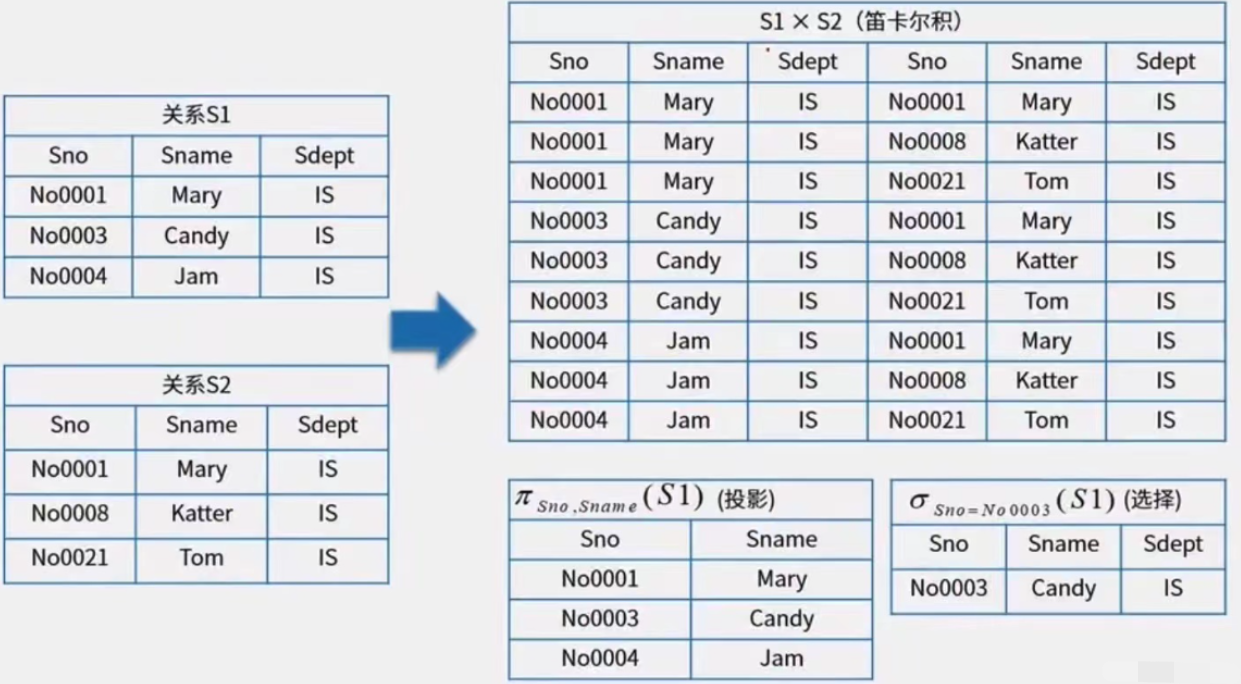 关系S1
Sno Sname Sdept
No0001 Mary IS
No0003 Candy IS
No0004 Jam IS
关系S2
Sno Sname Sdept
No0001 Mary IS
No0008 Katter IS
No0021 Tom IS
S1 × S2（笛卡尔积）
Sno Sname Sdept Sno Sname Sdept
No0001 Mary IS No0001 Mary IS
No0001 Mary IS No0008 Katter IS
No0001 Mary IS No0021 Tom IS
No0003 Candy IS No0001 Mary IS
No0003 Candy IS No0008 Katter IS
No0003 Candy IS No0021 Tom IS
No0004 Jam IS No0001 Mary IS
No0004 Jam IS No0008 Katter IS
No0004 Jam IS No0021 Tom IS
π Sno,Sname (S1) (投影)
Sno Sname
No0001 Mary
No0003 Candy
No0004 Jam
σ Sno=No0003 (S1) (选择)
Sno Sname Sdept
No0003 Candy IS